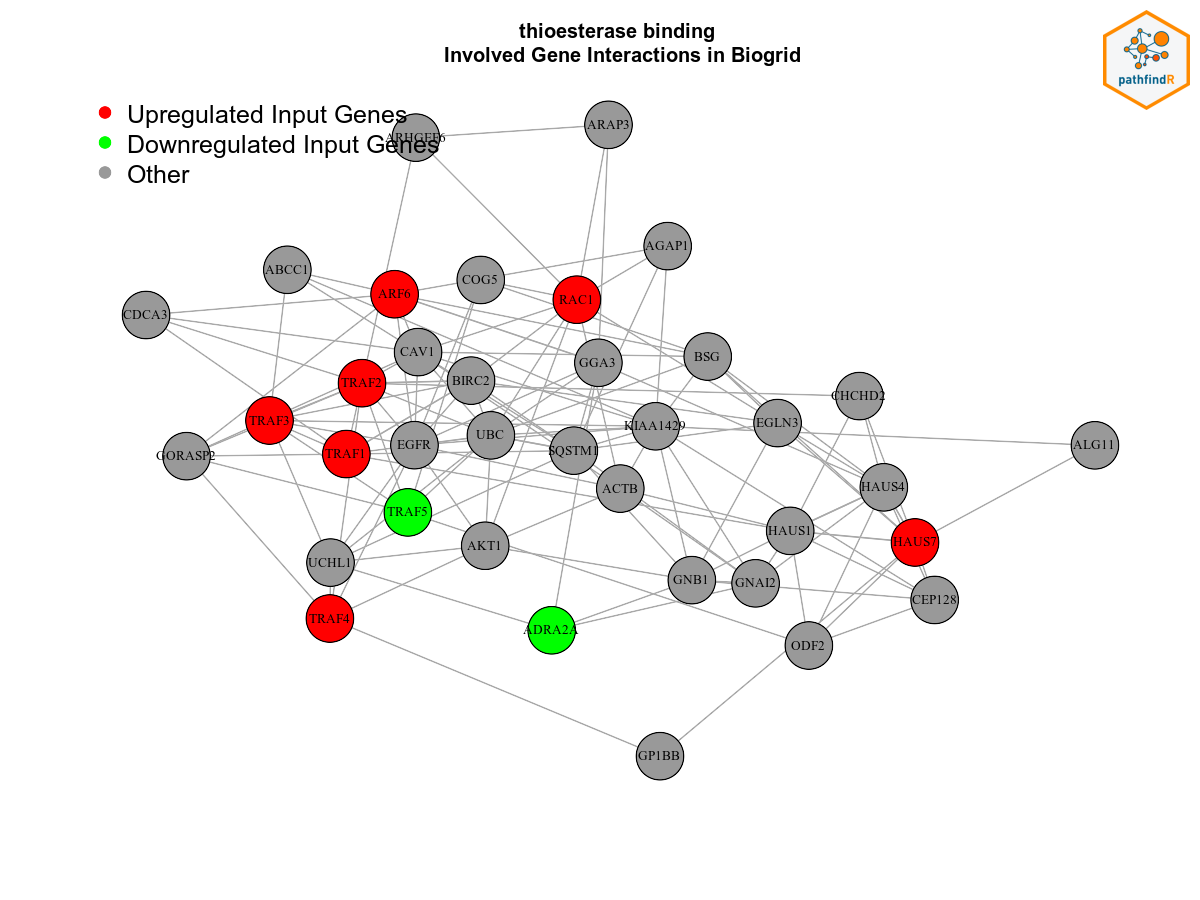 thioesterase binding
Involved Gene Interactions in Biogrid
pathfindR
Upregulated Input Genes
Downregulated Input Genes
Other
ARHGEF6
ARAP3
AGAP1
ABCC1
COG5
ARF6
RAC1
CDCA3
CAV1
GGA3
BSG
TRAF2
BIRC2
CHCHD2
TRAF3
KIAA1429
EGLN3
UBC
EGFR
ALG11
TRAF1
GORASP2
SQSTM1
ACTB
HAUS4
TRAF5
HAUS1
HAUS7
AKT1
UCHL1
GNB1
GNAI2
CEP128
TRAF4
ADRA2A
ODF2
GP1BB